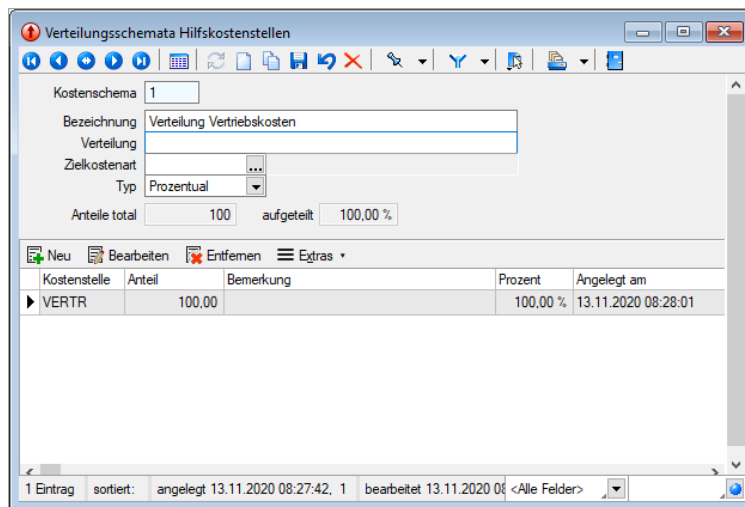 Verteilungsschemata Hilfskostenstellen
Kostenschema 1
Bezeichnung Verteilung Vertriebskosten
Verteilung
Zielkostenart ...
Typ Prozentual
Anteile total 100 aufgeteilt 100,00 %
Neu Bearbeiten Entfernen Extras
Kostenstelle Anteil Bemerkung Prozent Angelegt am
VERTR 100,00 100,00 % 13.11.2020 08:28:01
1 Eintrag sortiert: angelegt 13.11.2020 08:27:42, 1 bearbeitet 13.11.2020 08 <Alle Felder>